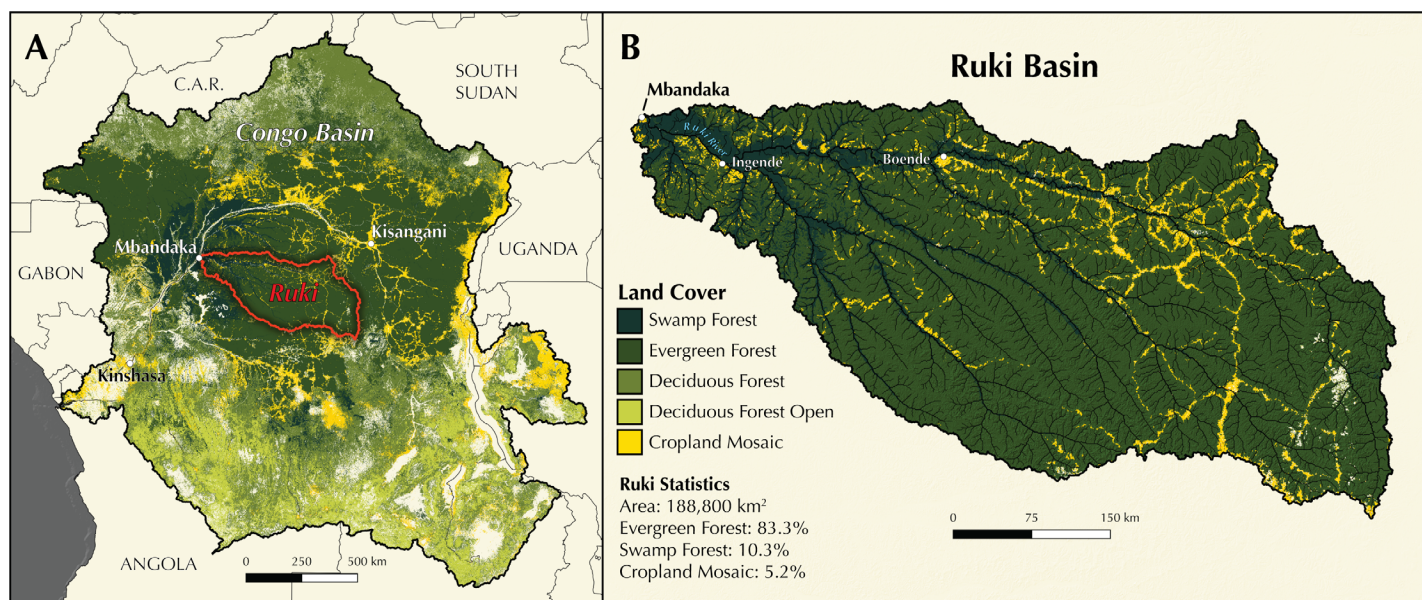 A
C.A.R.
SOUTH
SUDAN
Congo Basin
Kisangani
Mbandaka
UGANDA
GABON
Ruki
Kinshasa
ANGOLA
0 250 500 km
B
Ruki Basin
Mbandaka
Ruki River
Ingende
Boende
Land Cover
Swamp Forest
Evergreen Forest
Deciduous Forest
Deciduous Forest Open
Cropland Mosaic
Ruki Statistics
Area: 188,800 km²
Evergreen Forest: 83.3%
Swamp Forest: 10.3%
Cropland Mosaic: 5.2%
0 75 150 km